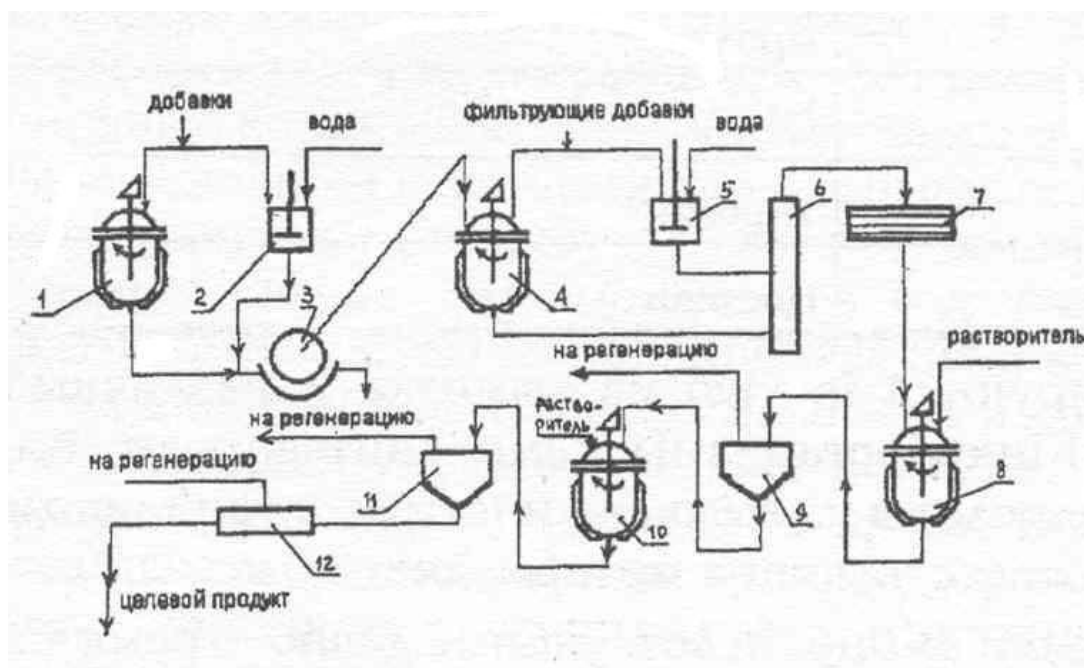 добавки
вода
фильтрующие добавки
вода
1
2
3
4
5
6
7
растворитель
на регенерацию
на регенерацию
раство-
ритель
на регенерацию
8
9
10
11
12
целевой продукт